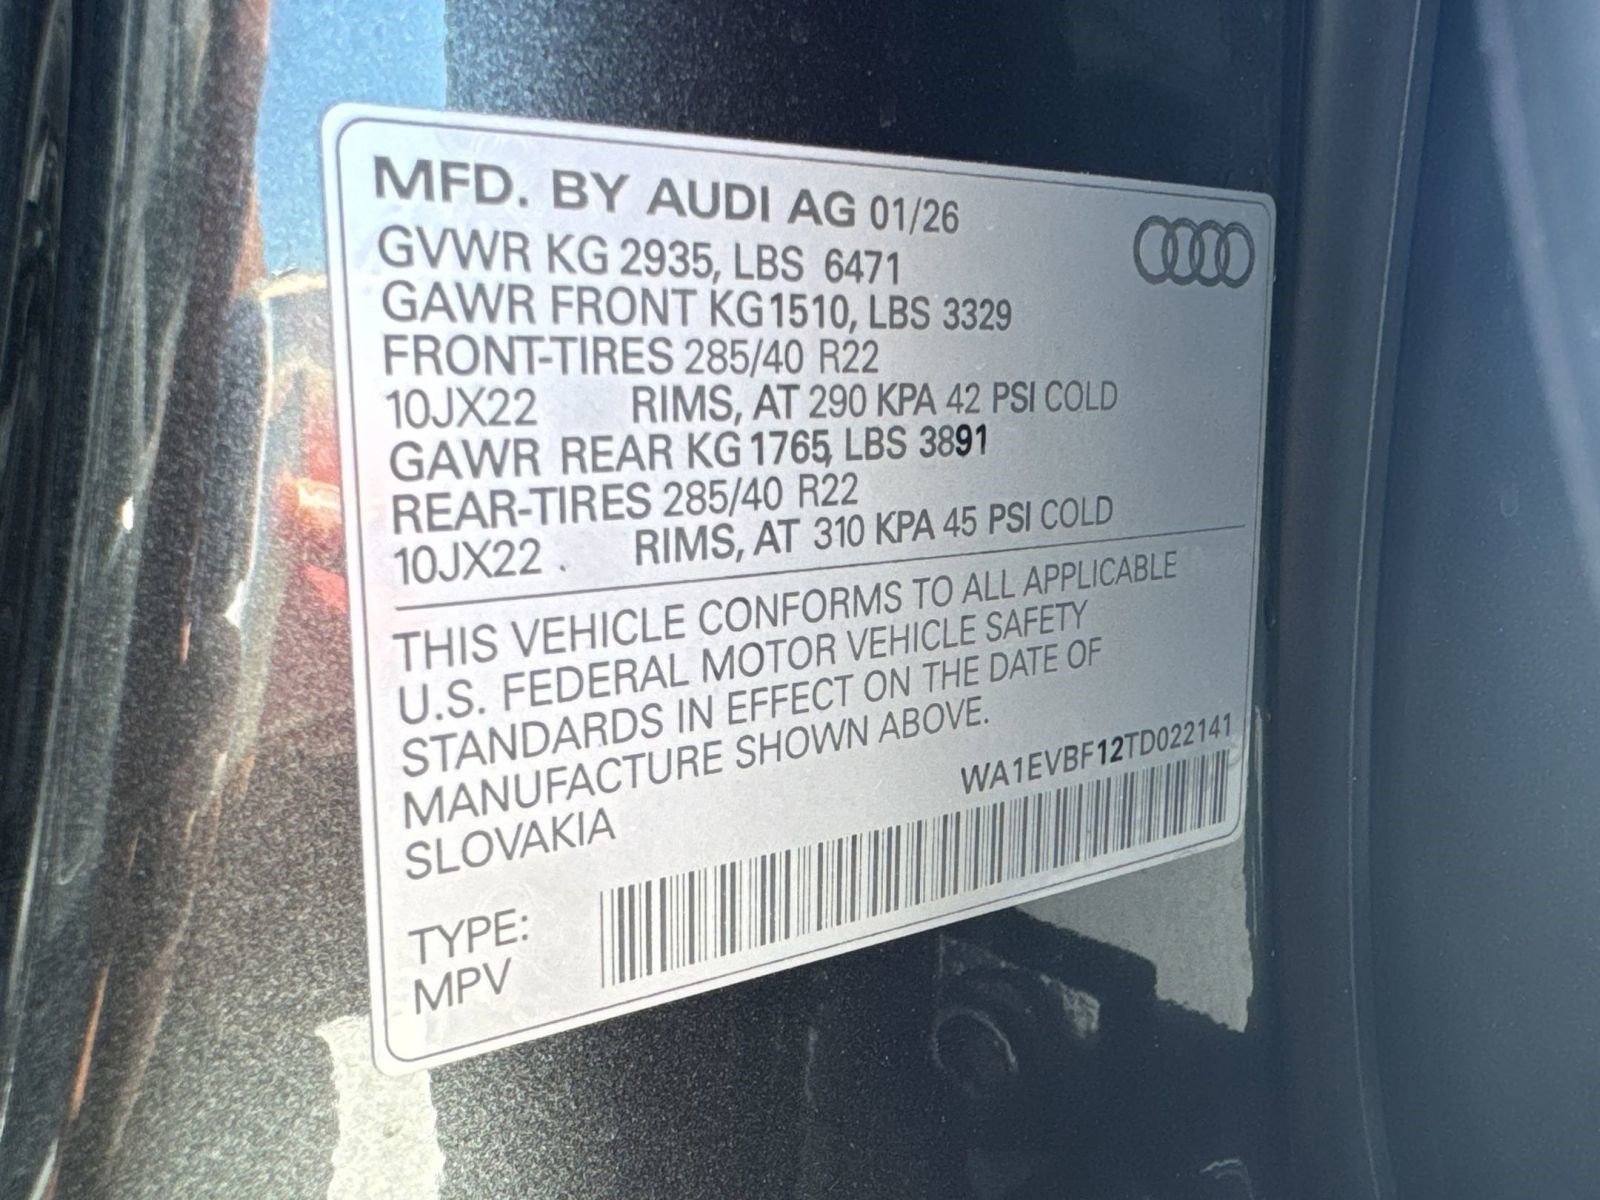 MFD. BY AUDI AG 01/26
GVWR KG 2935, LBS 6471
GAWR FRONT KG1510, LBS 3329
FRONT-TIRES 285/40 R22
10JX22 RIMS, AT 290 KPA 42 PSI COLD
GAWR REAR KG 1765, LBS 3891
REAR-TIRES 285/40 R22
10JX22 . RIMS, AT 310 KPA 45 PSI COLD
THIS VEHICLE CONFORMS TO ALL APPLICABLE
U.S. FEDERAL MOTOR VEHICLE SAFETY
STANDARDS IN EFFECT ON THE DATE OF
MANUFACTURE SHOWN ABOVE.
SLOVAKIA
WA1EVBF12TD022141
TYPE:
MPV